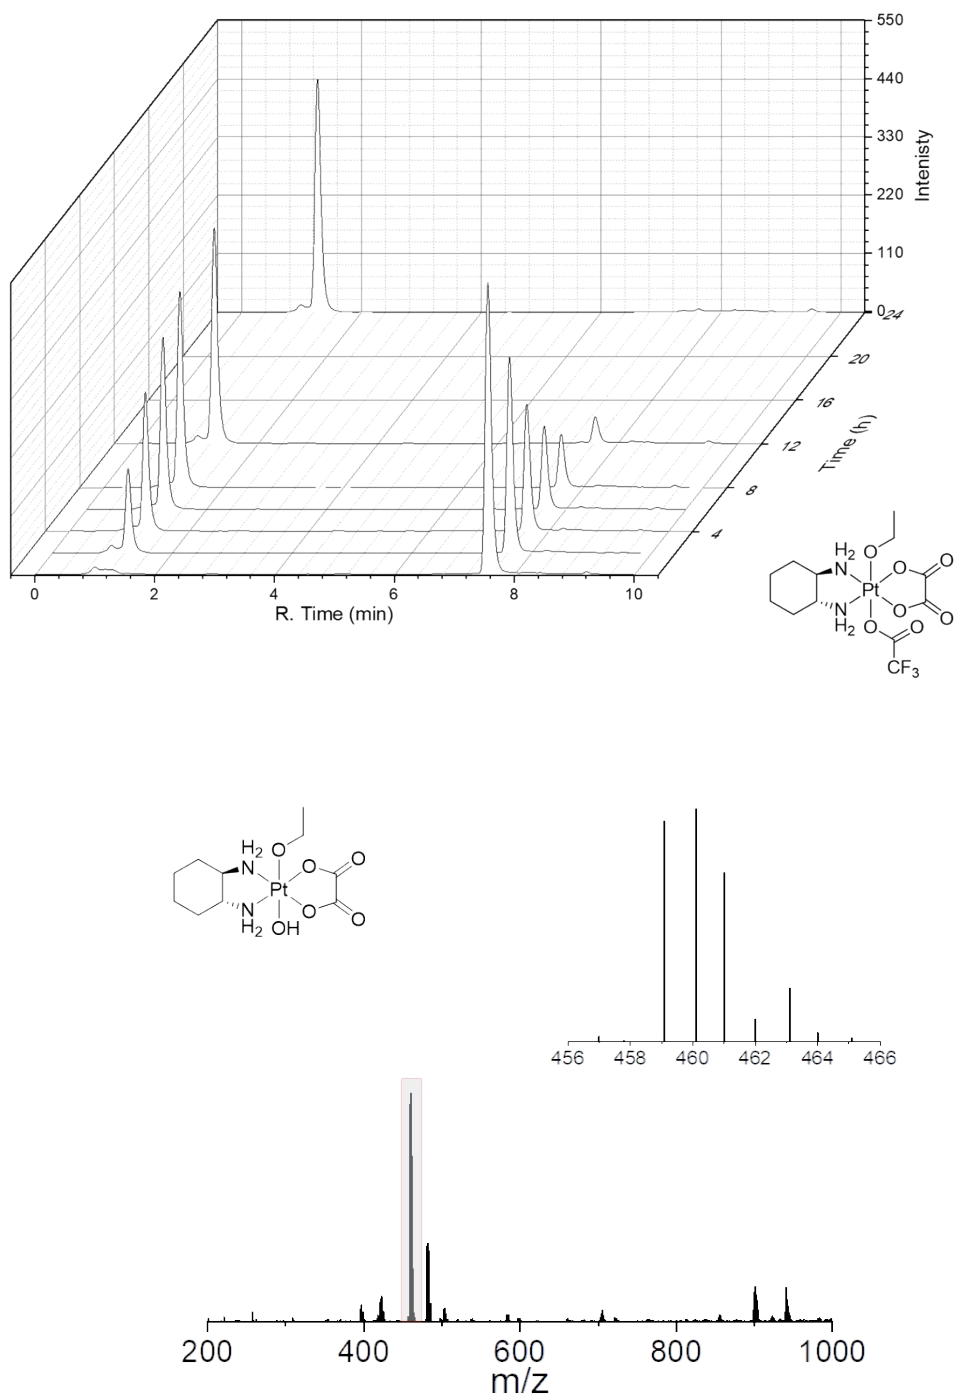 550
440
330
220
110
0
Intenisty
24
20
16
12
8
4
Time (h)
0 2 4 6 8 10
R. Time (min)
H2
N
O
O
O
Pt
N
H2
O
O
O
O
CF3
H2
N
O
O
O
Pt
N
H2
O
O
OH
456 458 460 462 464 466
200 400 600 800 1000
m/z